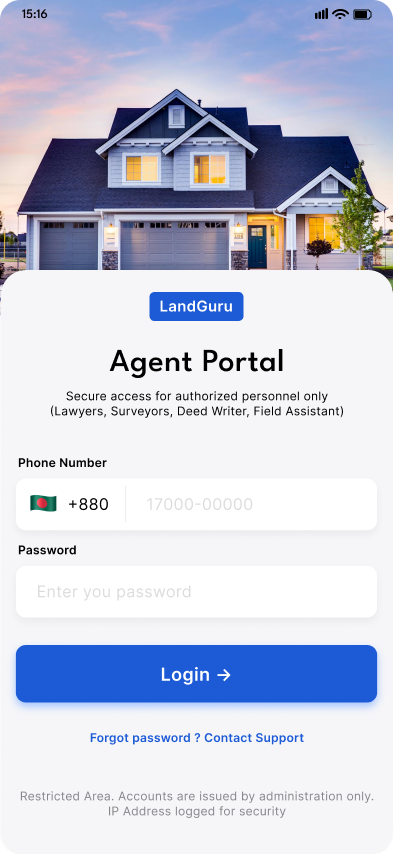 15:16
LandGuru
Agent Portal
Secure access for authorized personnel only
(Lawyers, Surveyors, Deed Writer, Field Assistant)
Phone Number
+880 17000-00000
Password
Enter you password
Login →
Forgot password ? Contact Support
Restricted Area. Accounts are issued by administration only.
IP Address logged for security